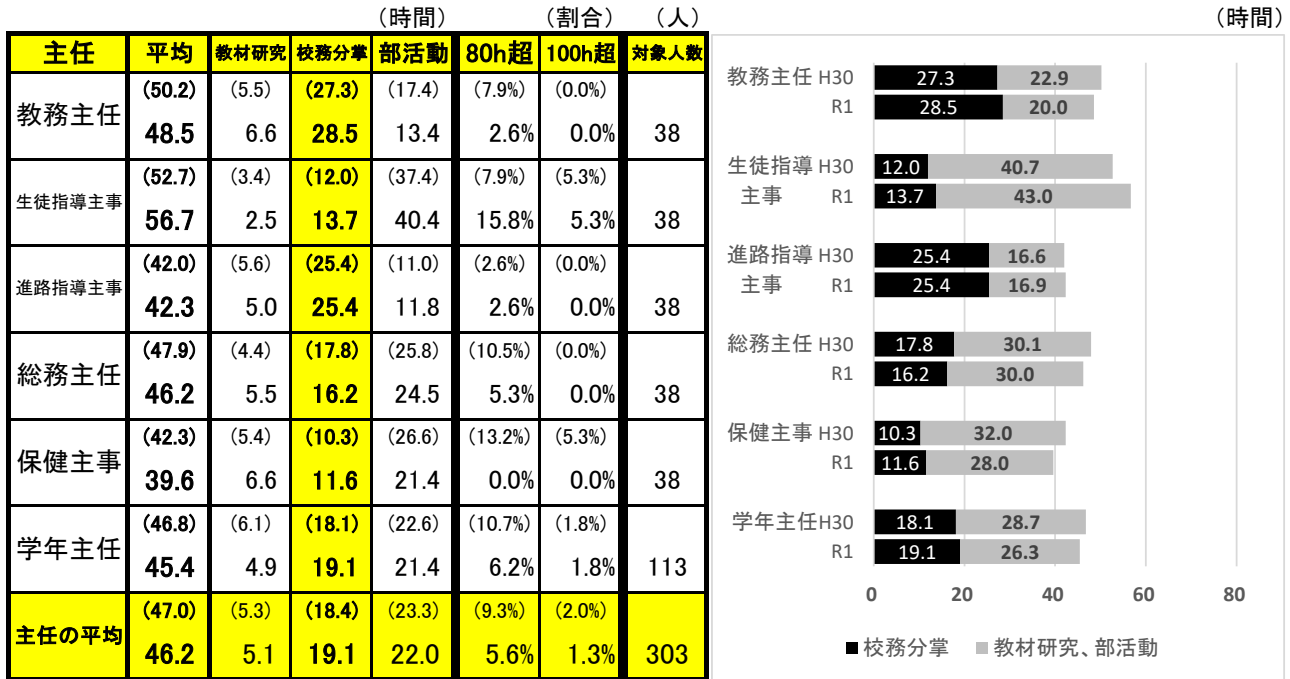 (時間) (割合) (人)
主任 平均 教材研究 校務分掌 部活動 80h超 100h超 対象人数
教務主任 (50.2) (5.5) (27.3) (17.4) (7.9%) (0.0%)
48.5 6.6 28.5 13.4 2.6% 0.0% 38
生徒指導主事 (52.7) (3.4) (12.0) (37.4) (7.9%) (5.3%)
56.7 2.5 13.7 40.4 15.8% 5.3% 38
進路指導主事 (42.0) (5.6) (25.4) (11.0) (2.6%) (0.0%)
42.3 5.0 25.4 11.8 2.6% 0.0% 38
総務主任 (47.9) (4.4) (17.8) (25.8) (10.5%) (0.0%)
46.2 5.5 16.2 24.5 5.3% 0.0% 38
保健主事 (42.3) (5.4) (10.3) (26.6) (13.2%) (5.3%)
39.6 6.6 11.6 21.4 0.0% 0.0% 38
学年主任 (46.8) (6.1) (18.1) (22.6) (10.7%) (1.8%)
45.4 4.9 19.1 21.4 6.2% 1.8% 113
主任の平均 (47.0) (5.3) (18.4) (23.3) (9.3%) (2.0%)
46.2 5.1 19.1 22.0 5.6% 1.3% 303
(時間)
教務主任 H30 27.3 22.9
R1 28.5 20.0
生徒指導 H30 12.0 40.7
主事 R1 13.7 43.0
進路指導 H30 25.4 16.6
主事 R1 25.4 16.9
総務主任 H30 17.8 30.1
R1 16.2 30.0
保健主事 H30 10.3 32.0
R1 11.6 28.0
学年主任H30 18.1 28.7
R1 19.1 26.3
0 20 40 60 80
■校務分掌 ■教材研究、部活動